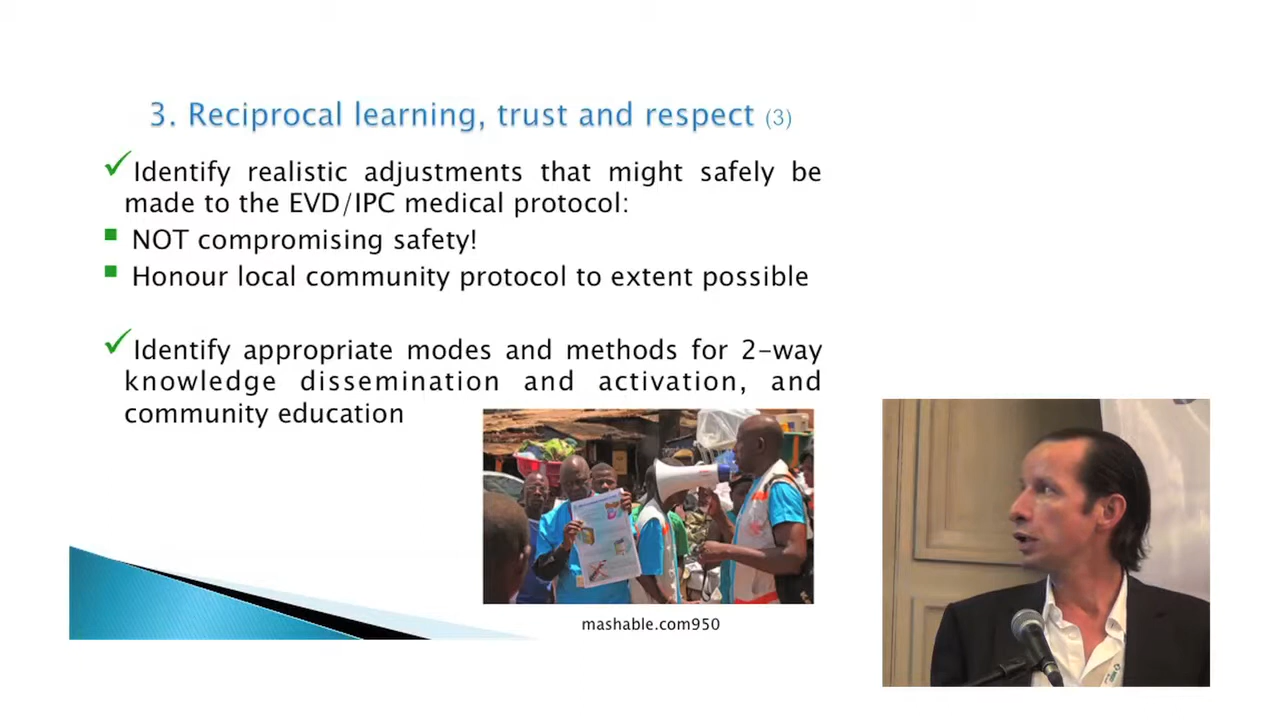 3. Reciprocal learning, trust and respect (3)
✓Identify realistic adjustments that might safely be
made to the EVD/IPC medical protocol:
▪ NOT compromising safety!
▪ Honour local community protocol to extent possible
✓Identify appropriate modes and methods for 2-way
knowledge dissemination and activation, and
community education
mashable.com950